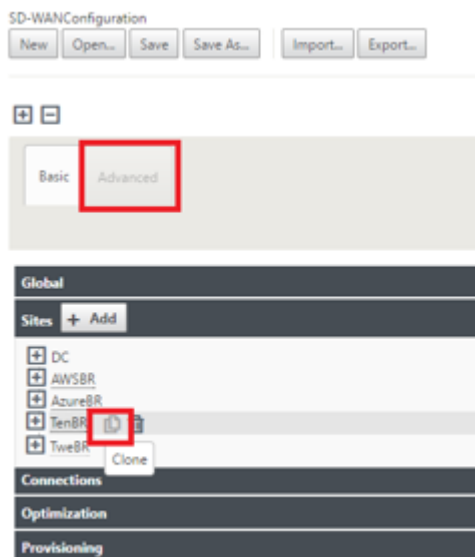 SD-WANConfiguration
New Open... Save Save As... Import... Export...
Basic Advanced
Global
Sites + Add
DC
AWSBR
AzureBR
TenBR
TweBR
Clone
Connections
Optimization
Provisioning